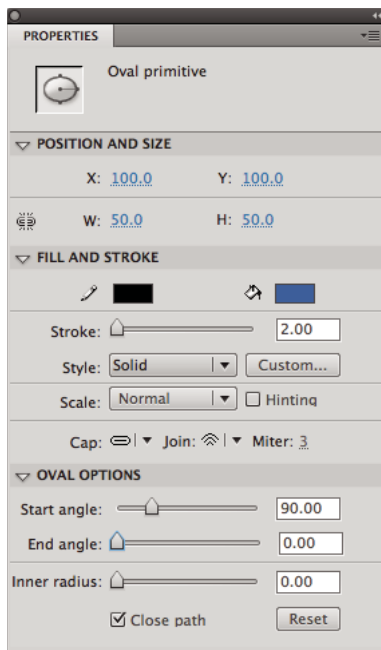 PROPERTIES
Oval primitive
POSITION AND SIZE
X: 100.0 Y: 100.0
W: 50.0 H: 50.0
FILL AND STROKE
Stroke: 2.00
Style: Solid Custom...
Scale: Normal Hinting
Cap: Join: Miter: 3
OVAL OPTIONS
Start angle: 90.00
End angle: 0.00
Inner radius: 0.00
Close path Reset